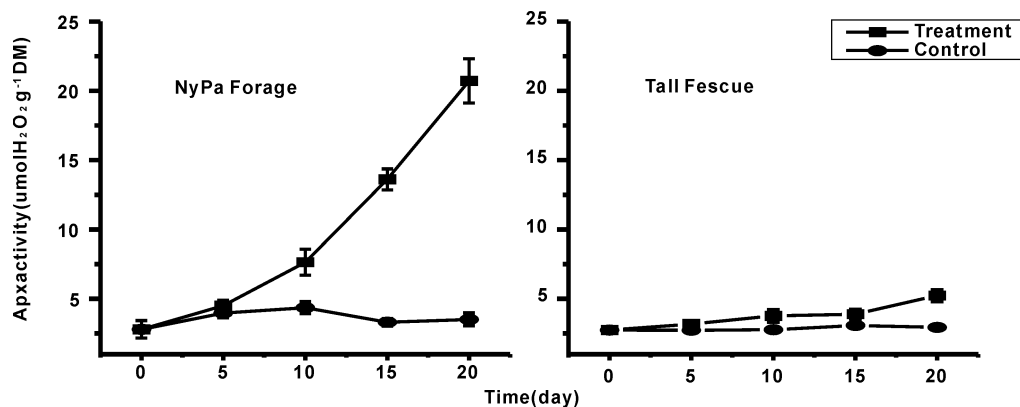 Apxactivity(umolH₂O₂g⁻¹DM)
25
20
15
10
5
NyPa Forage
0 5 10 15 20
25
20
15
10
5
Tall Fescue
Treatment
Control
0 5 10 15 20
Time(day)